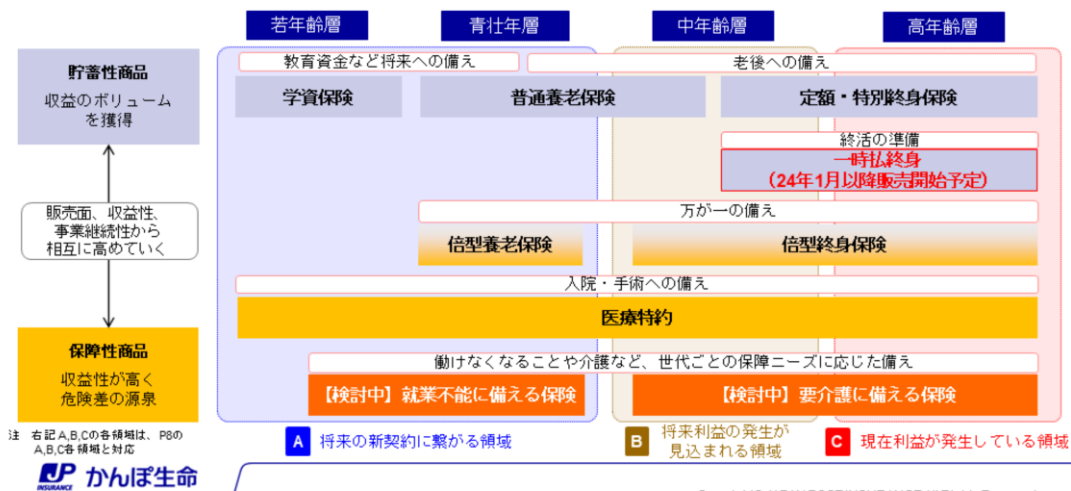 若年齢層
青壮年層
中年齢層
高年齢層
貯蓄性商品
収益のボリューム
を獲得
教育資金など将来への備え
老後への備え
学資保険
普通養老保険
定額・特別終身保険
終活の準備
一時払終身
(24年1月以降販売開始予定)
販売面、収益性、
事業継続性から
相互に高めていく
万が一の備え
倍型養老保険
倍型終身保険
入院・手術への備え
医療特約
保障性商品
収益性が高く
危険差の源泉
働けなくなることや介護など、世代ごとの保障ニーズに応じた備え
【検討中】就業不能に備える保険
【検討中】要介護に備える保険
注 右記A,B,Cの各領域は、P8の
A,B,C各領域と対応
A 将来の新契約に繋がる領域
B 将来利益の発生が
見込まれる領域
C 現在利益が発生している領域
JP
INSURANCE
かんぽ生命